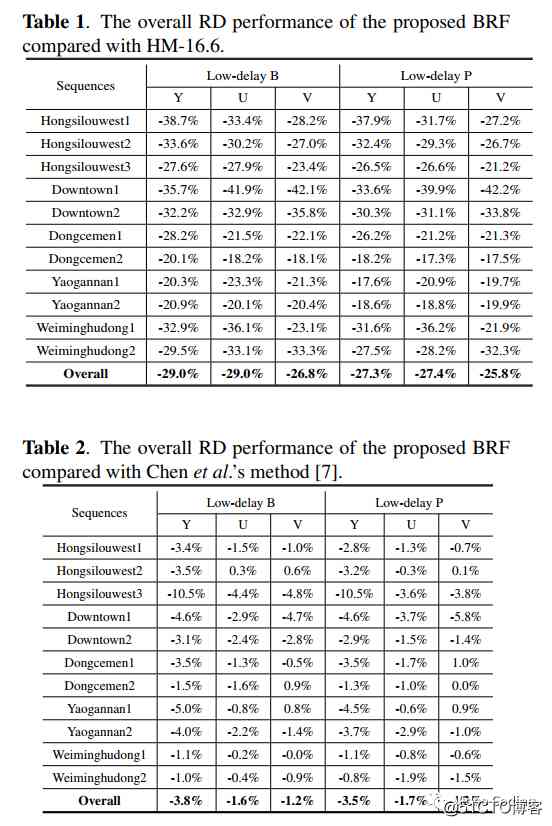 Table 1. The overall RD performance of the proposed BRF
compared with HM-16.6.
Sequences Low-delay B Low-delay P
Y U V Y U V
Hongsilouwest1 -38.7% -33.4% -28.2% -37.9% -31.7% -27.2%
Hongsilouwest2 -33.6% -30.2% -27.0% -32.4% -29.3% -26.7%
Hongsilouwest3 -27.6% -27.9% -23.4% -26.5% -26.6% -21.2%
Downtown1 -35.7% -41.9% -42.1% -33.6% -39.9% -42.2%
Downtown2 -32.2% -32.9% -35.8% -30.3% -31.1% -33.8%
Dongcemen1 -28.2% -21.5% -22.1% -26.2% -21.2% -21.3%
Dongcemen2 -20.1% -18.2% -18.1% -18.2% -17.3% -17.5%
Yaogannan1 -20.3% -23.3% -21.3% -17.6% -20.9% -19.7%
Yaogannan2 -20.9% -20.1% -20.4% -18.6% -18.8% -19.9%
Weiminghudong1 -32.9% -36.1% -23.1% -31.6% -36.2% -21.9%
Weiminghudong2 -29.5% -33.1% -33.3% -27.5% -28.2% -32.3%
Overall -29.0% -29.0% -26.8% -27.3% -27.4% -25.8%
Table 2. The overall RD performance of the proposed BRF
compared with Chen et al.'s method [7].
Sequences Low-delay B Low-delay P
Y U V Y U V
Hongsilouwest1 -3.4% -1.5% -1.0% -2.8% -1.3% -0.7%
Hongsilouwest2 -3.5% 0.3% 0.6% -3.2% -0.3% 0.1%
Hongsilouwest3 -10.5% -4.4% -4.8% -10.5% -3.6% -3.8%
Downtown1 -4.6% -2.9% -4.7% -4.6% -3.7% -5.8%
Downtown2 -3.1% -2.4% -2.8% -2.9% -1.5% -1.4%
Dongcemen1 -3.5% -1.3% -0.5% -3.5% -1.7% 1.0%
Dongcemen2 -1.5% -1.6% 0.9% -1.3% -1.0% 0.0%
Yaogannan1 -5.0% -0.8% 0.8% -4.5% -0.6% 0.9%
Yaogannan2 -4.0% -2.2% -1.4% -3.7% -2.9% -1.0%
Weiminghudong1 -1.1% -0.2% -0.0% -1.1% -0.8% -0.6%
Weiminghudong2 -1.0% -0.4% -0.9% -0.8% -1.9% -1.5%
Overall -3.8% -1.6% -1.2% -3.5% -1.7%
@51CTO博客